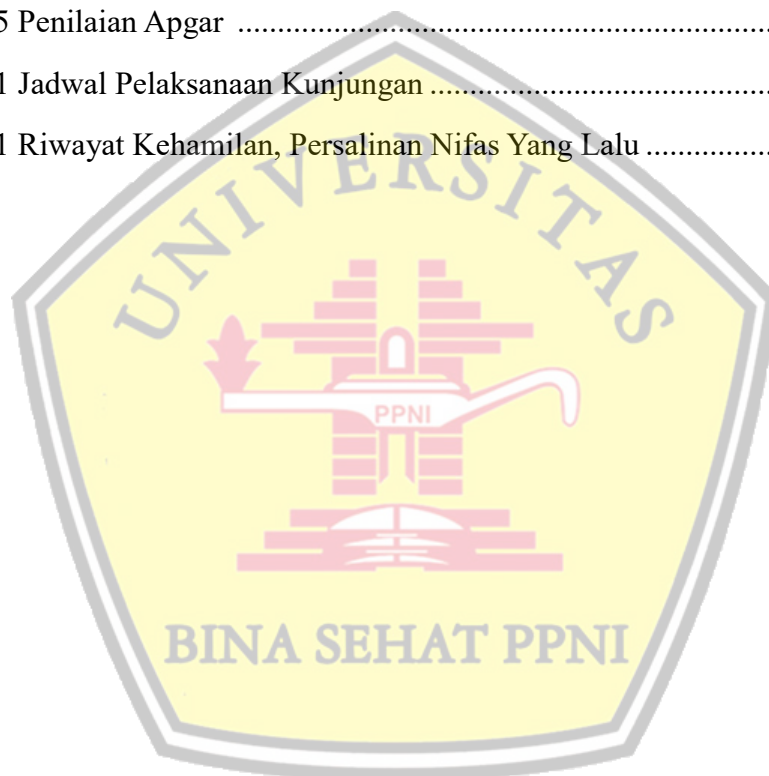 5 Penilaian Apgar ..........................................................................
1 Jadwal Pelaksanaan Kunjungan ...............................................
1 Riwayat Kehamilan, Persalinan Nifas Yang Lalu .................
UNIVERSITAS
PPNI
BINA SEHAT PPNI